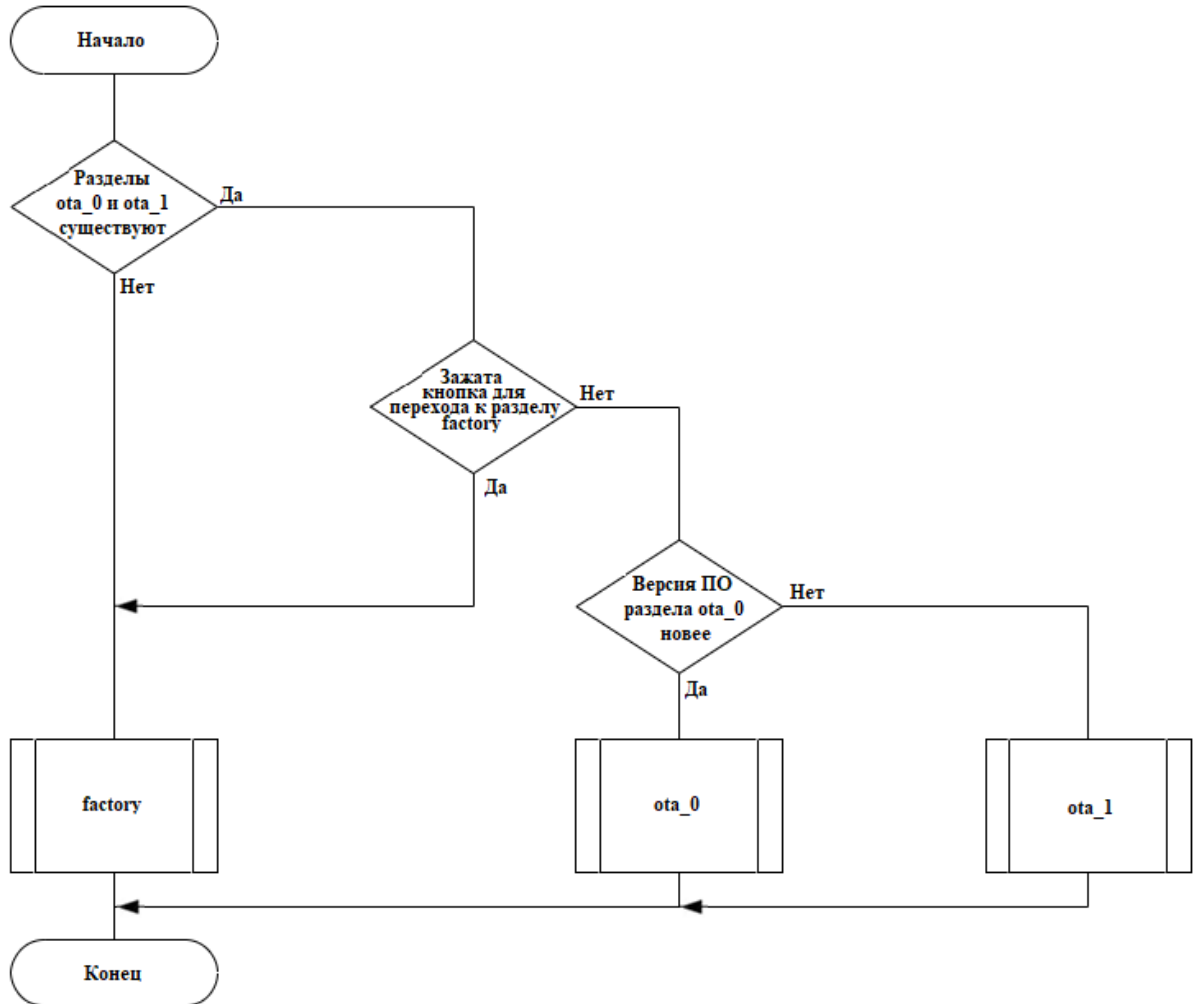 Начало
Разделы
ota_0 и ota_1
существуют
Да
Нет
Зажата
кнопка для
перехода к разделу
factory
Нет
Да
Версия ПО
раздела ota_0
новее
Нет
Да
factory
ota_0
ota_1
Конец